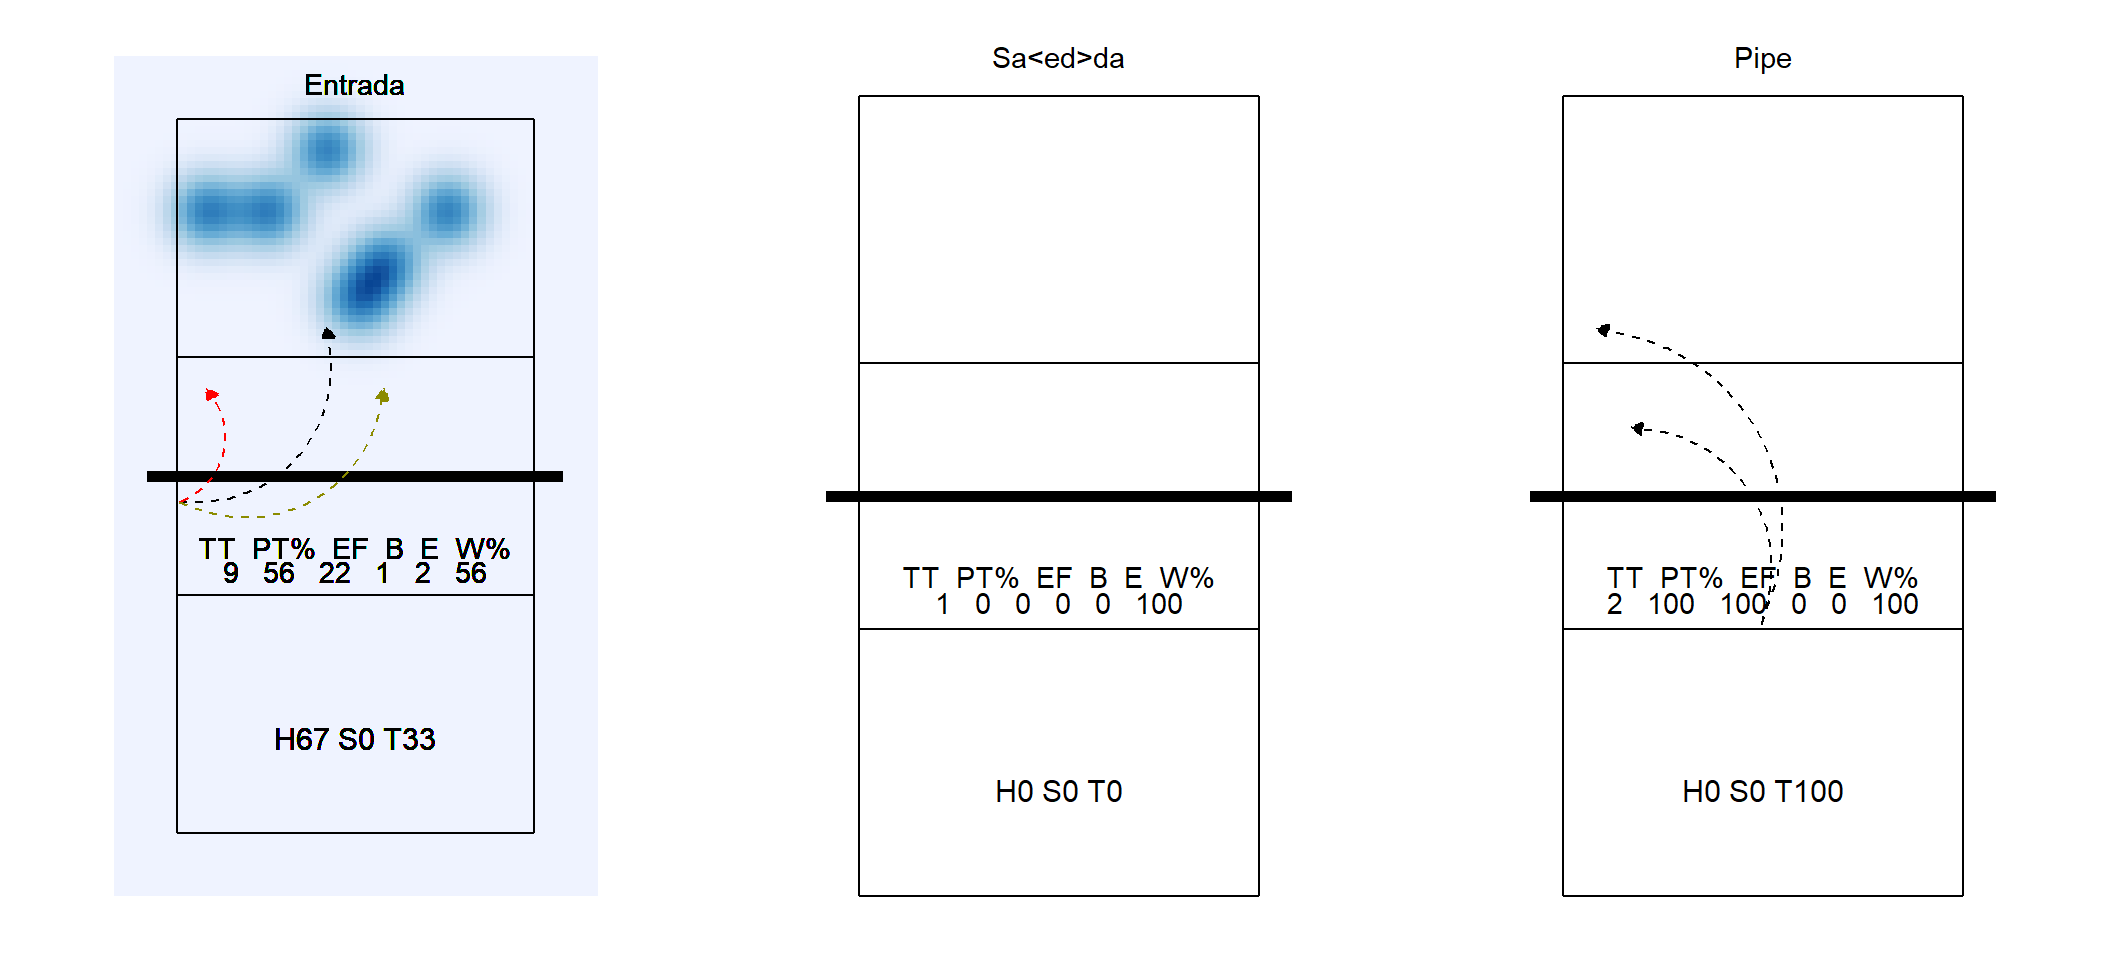 Entrada
TT PT% EF B E W%
9 56 22 1 2 56
H67 S0 T33
Sa<ed>da
TT PT% EF B E W%
1 0 0 0 0 100
H0 S0 T0
Pipe
TT PT% EF B E W%
2 100 100 0 0 100
H0 S0 T100